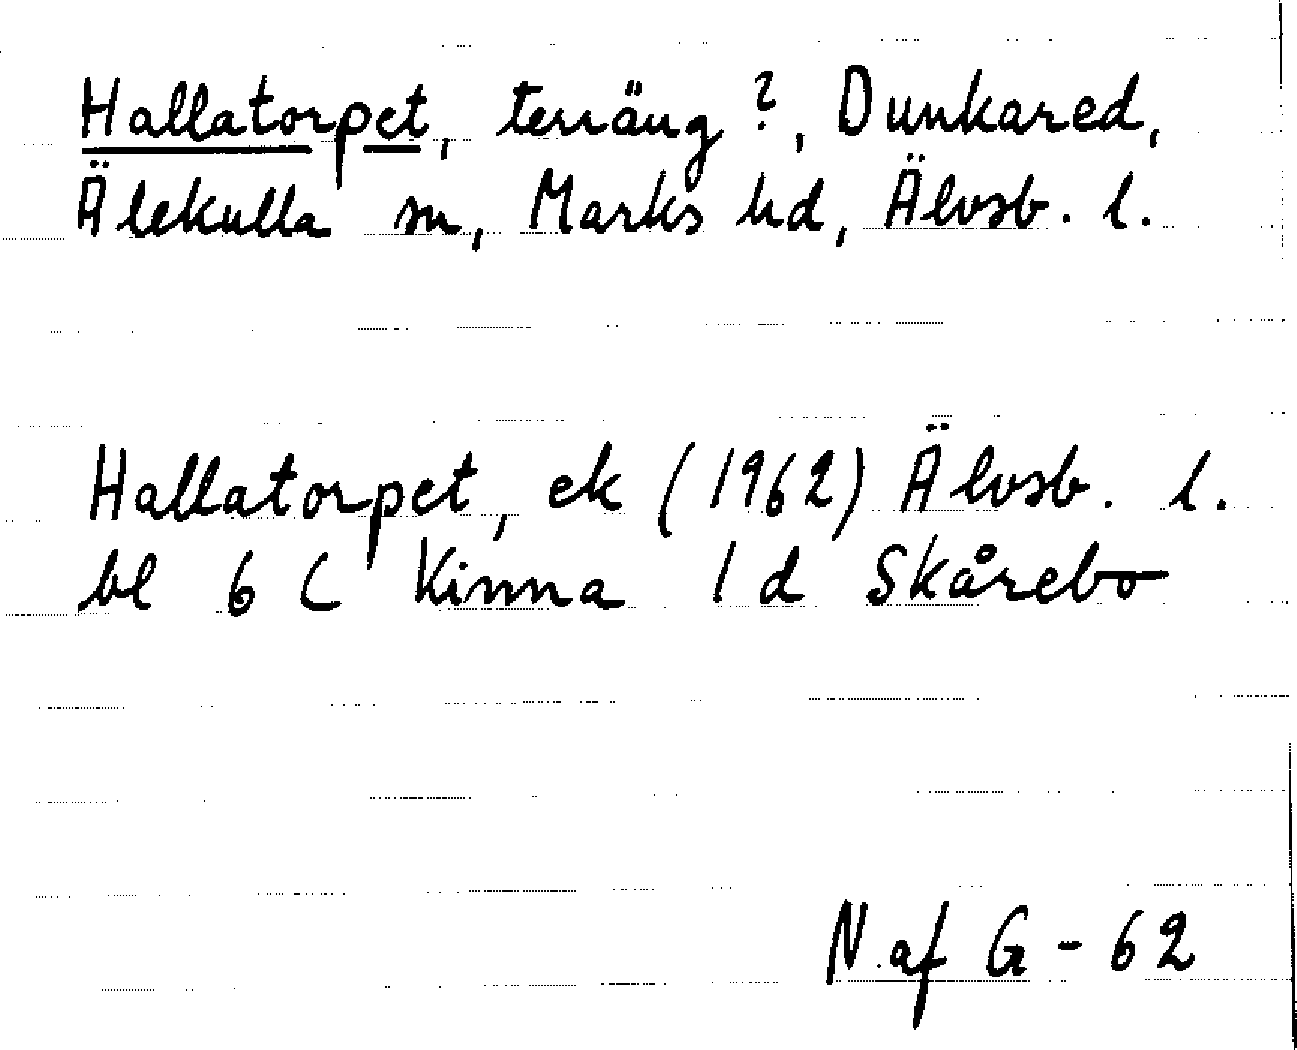 Hallatorpet, terräng?, Dunkared,
Älekulla sn, Marks hd, Älvsb. l.
Hallatorpet, ek (1962) Älvsb. l.
bl 6 C Kinna 1 d Skårebo
N. af G - 62